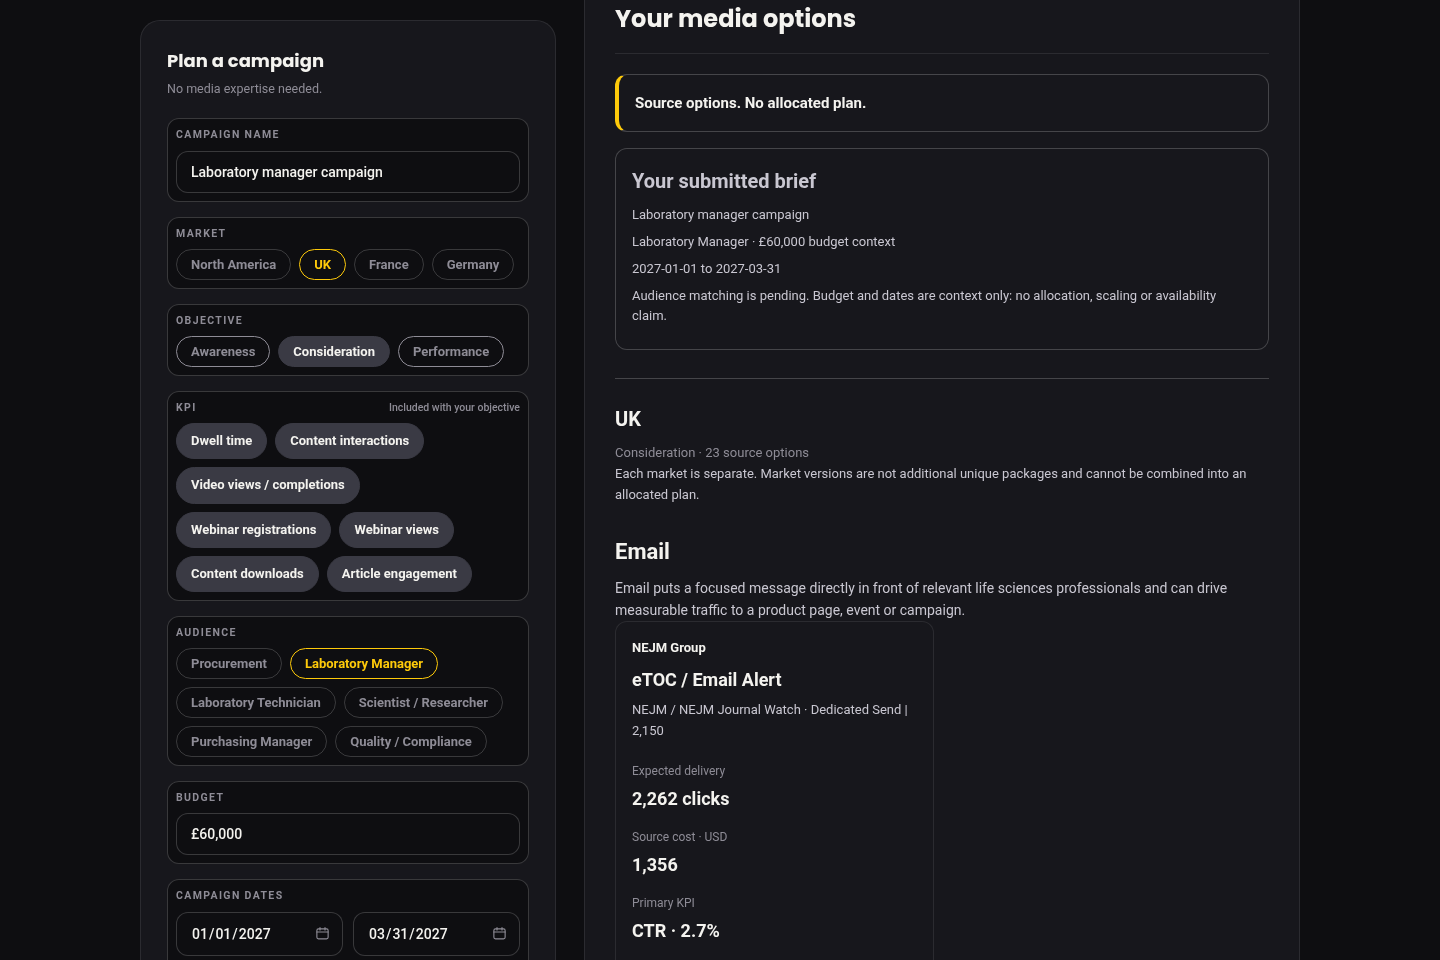 Plan a campaign
No media expertise needed.
CAMPAIGN NAME
Laboratory manager campaign
MARKET
North America
UK
France
Germany
OBJECTIVE
Awareness
Consideration
Performance
KPI
Included with your objective
Dwell time
Content interactions
Video views / completions
Webinar registrations
Webinar views
Content downloads
Article engagement
AUDIENCE
Procurement
Laboratory Manager
Laboratory Technician
Scientist / Researcher
Purchasing Manager
Quality / Compliance
BUDGET
£60,000
CAMPAIGN DATES
01/01/2027
03/31/2027
Your media options
Source options. No allocated plan.
Your submitted brief
Laboratory manager campaign
Laboratory Manager · £60,000 budget context
2027-01-01 to 2027-03-31
Audience matching is pending. Budget and dates are context only: no allocation, scaling or availability
claim.
UK
Consideration · 23 source options
Each market is separate. Market versions are not additional unique packages and cannot be combined into an
allocated plan.
Email
Email puts a focused message directly in front of relevant life sciences professionals and can drive
measurable traffic to a product page, event or campaign.
NEJM Group
eTOC / Email Alert
NEJM / NEJM Journal Watch · Dedicated Send |
2,150
Expected delivery
2,262 clicks
Source cost · USD
1,356
Primary KPI
CTR · 2.7%